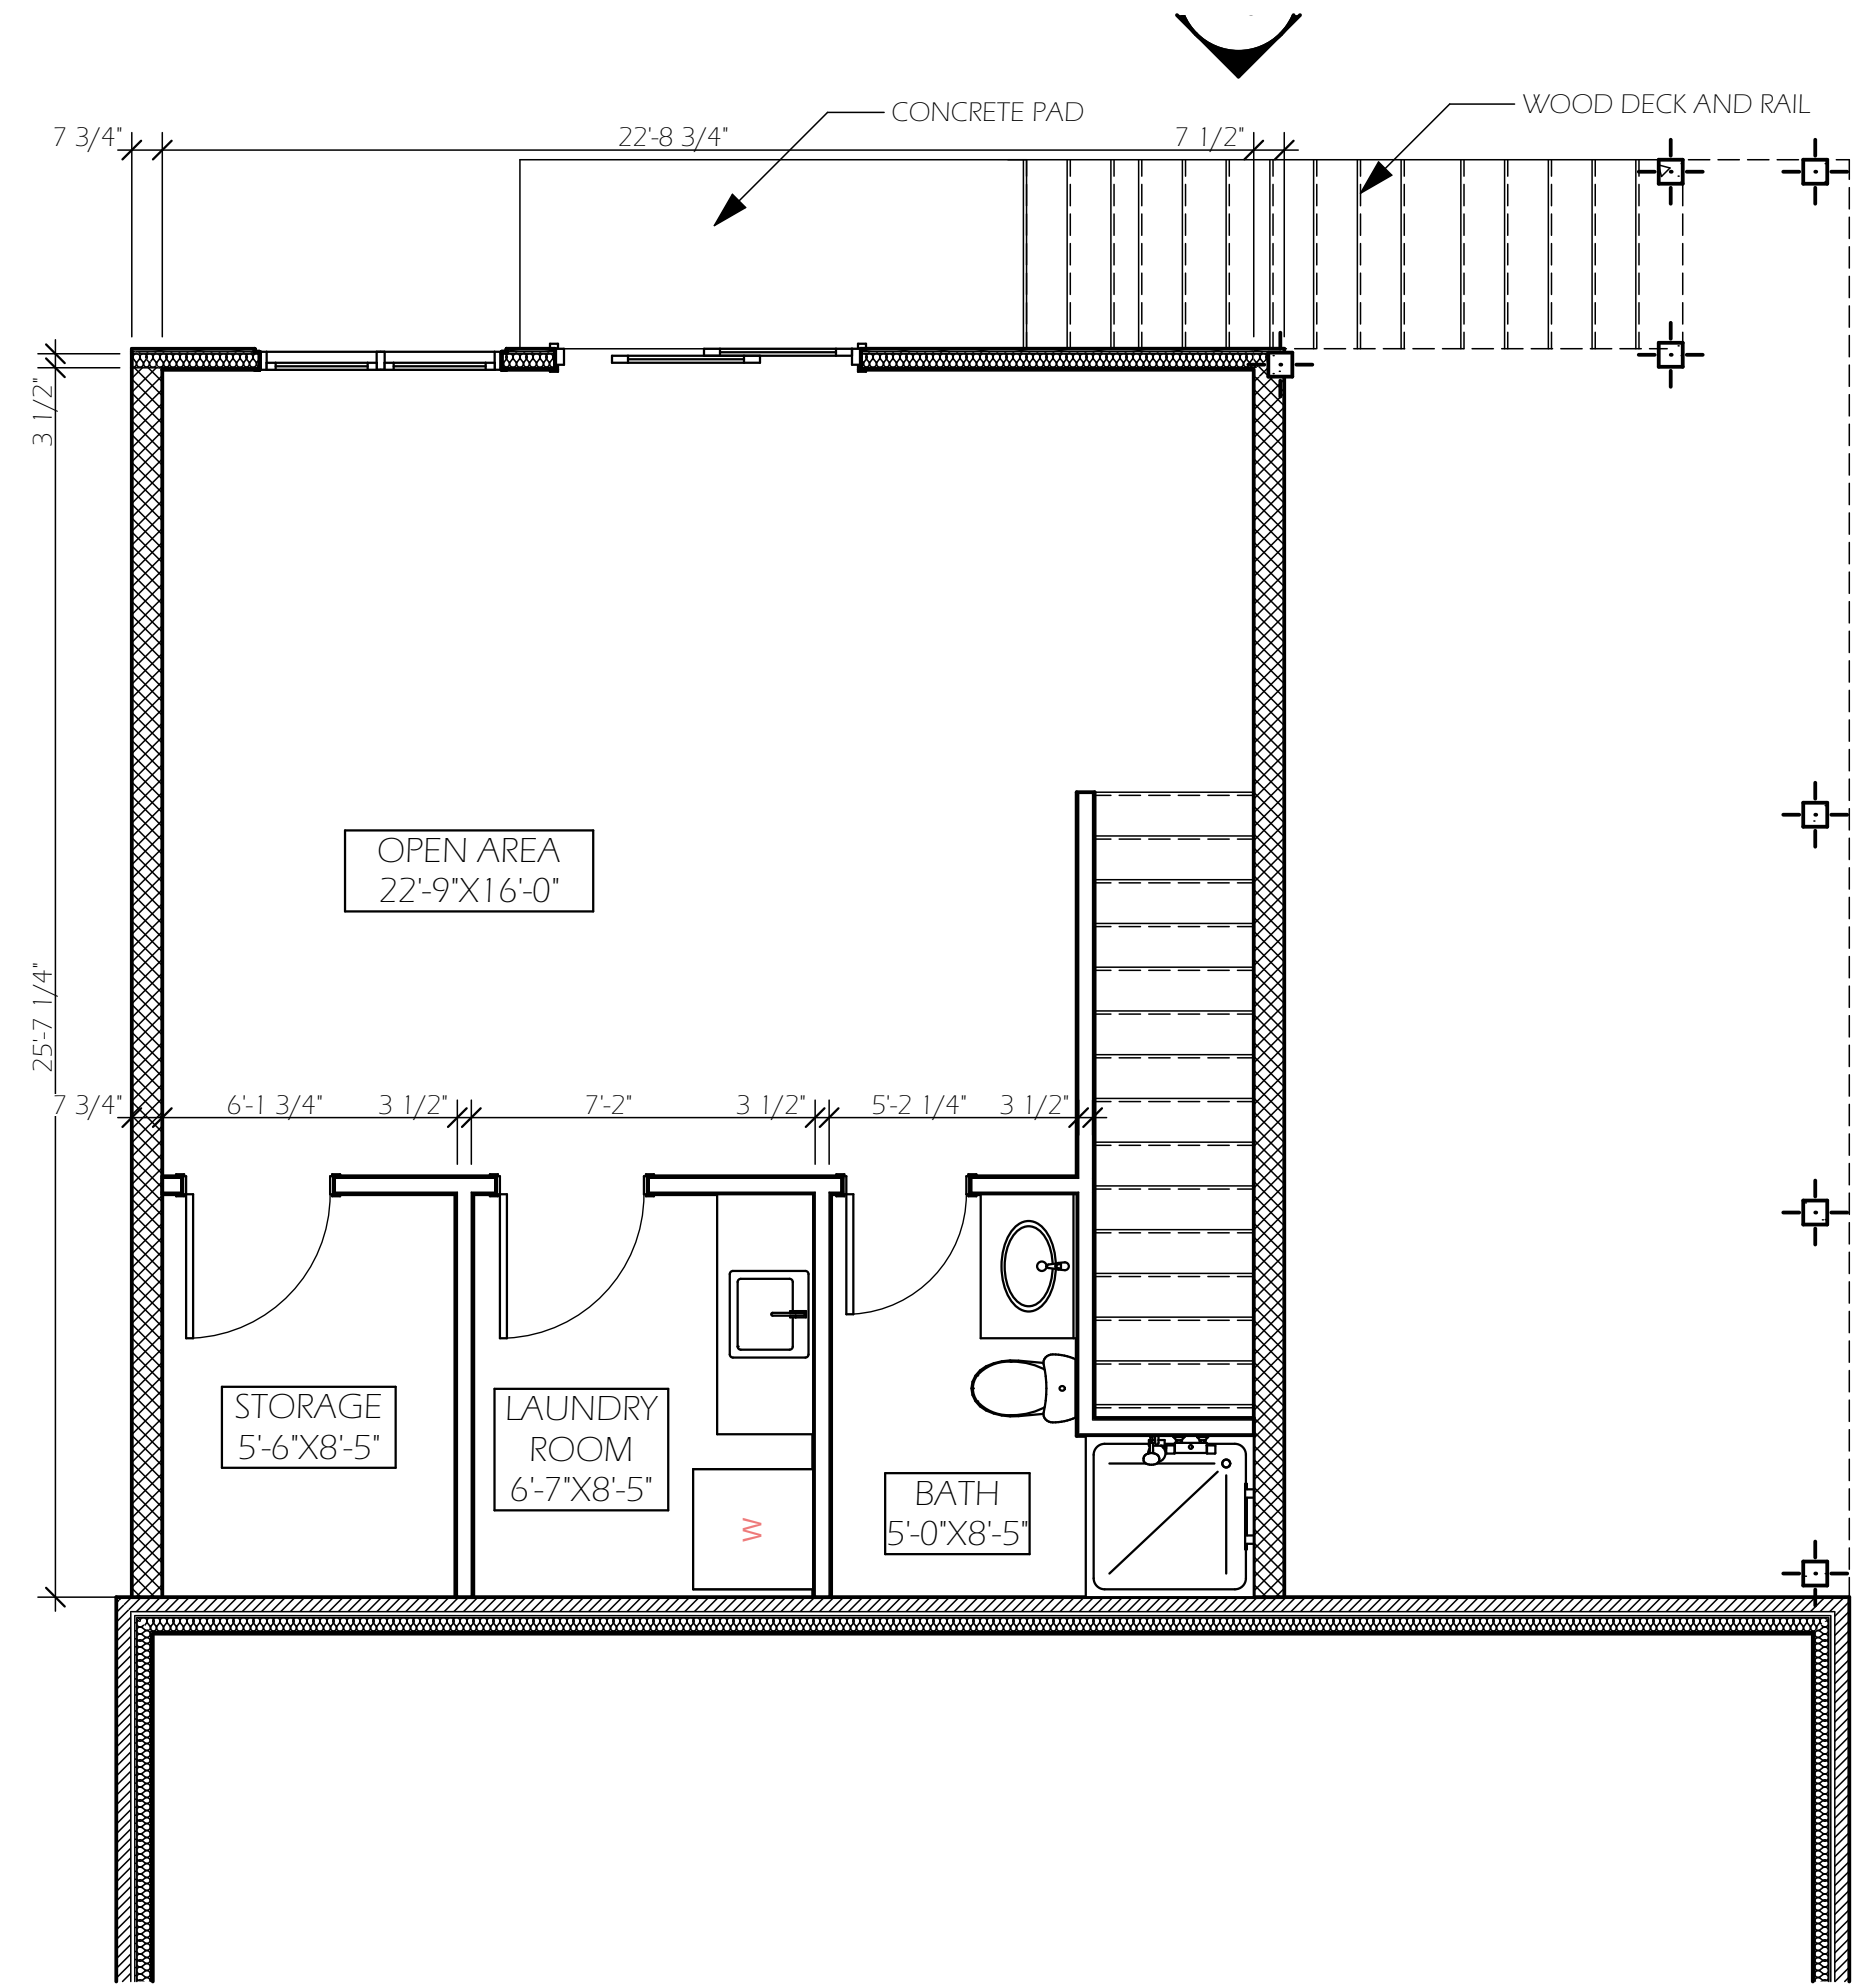 CONCRETE PAD
WOOD DECK AND RAIL
7 3/4"
22'-8 3/4"
7 1/2"
3 1/2"
OPEN AREA
22'-9"X16'-0"
25'-7 1/4"
7 3/4"
6'-1 3/4"
3 1/2"
7'-2"
3 1/2"
5'-2 1/4"
3 1/2"
STORAGE
5'-6"X8'-5"
LAUNDRY
ROOM
6'-7"X8'-5"
BATH
5'-0"X8'-5"
W